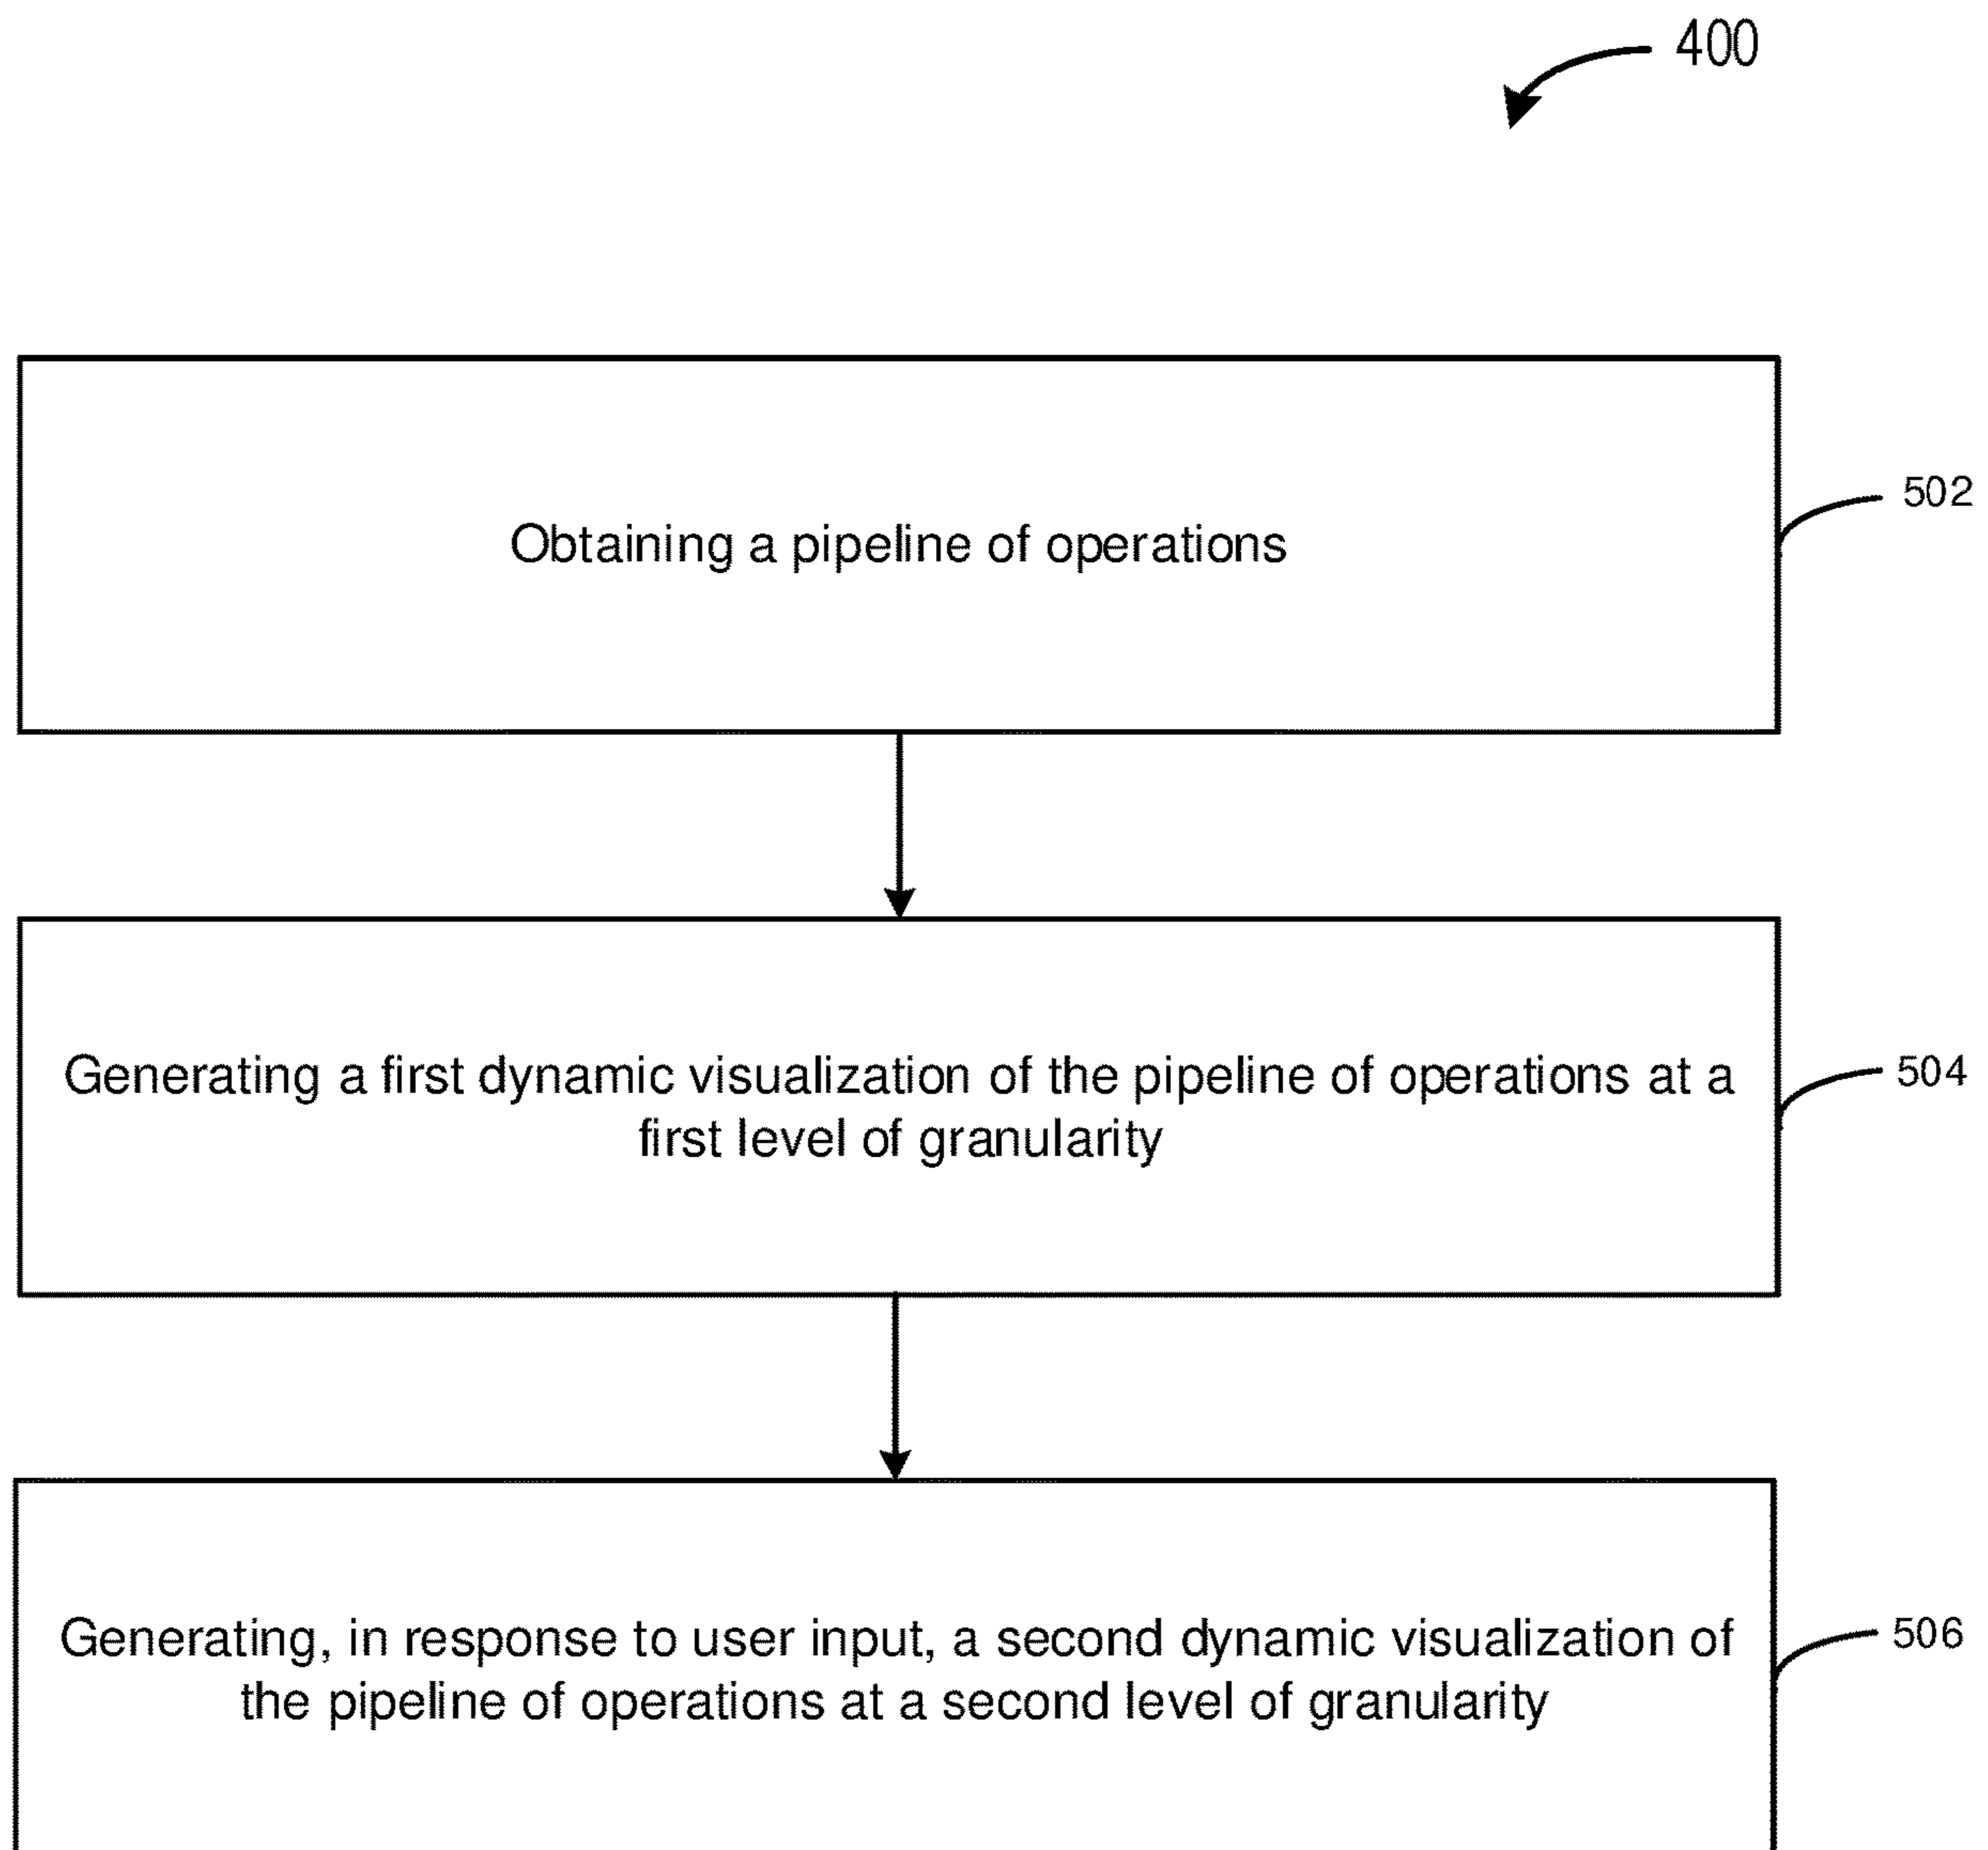 400
Obtaining a pipeline of operations
502
Generating a first dynamic visualization of the pipeline of operations at a
first level of granularity
504
Generating, in response to user input, a second dynamic visualization of
the pipeline of operations at a second level of granularity
506